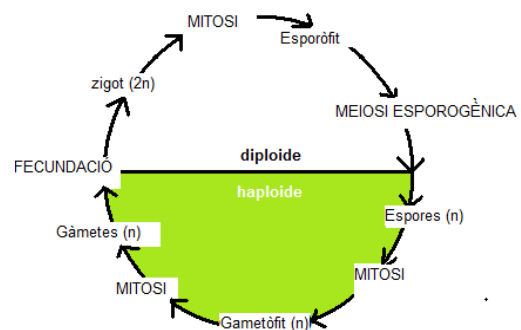 MITOSI
Esporòfit
zigot (2n)
MEIOSI ESPOROGÈNICA
diploide
FECUNDACIÓ
haploide
Espores (n)
Gàmetes (n)
MITOSI
MITOSI
Gametòfit (n)